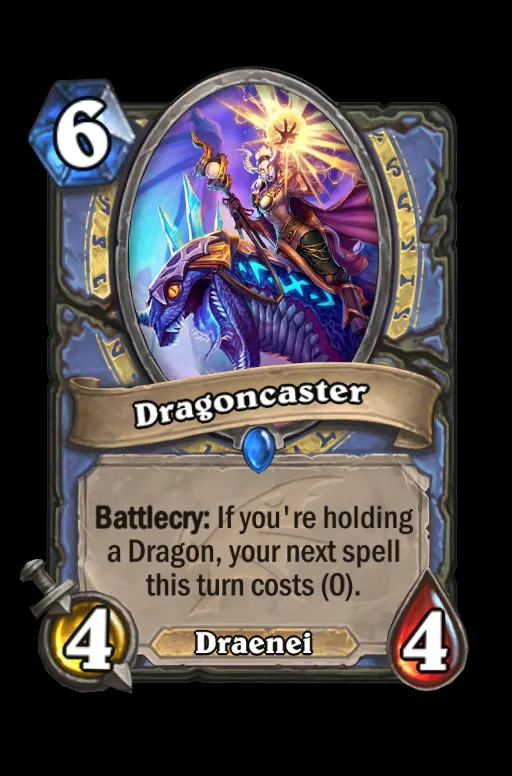 6
Dragoncaster
Battlecry: If you're holding
a Dragon, your next spell
this turn costs (0).
4
Draenei
4